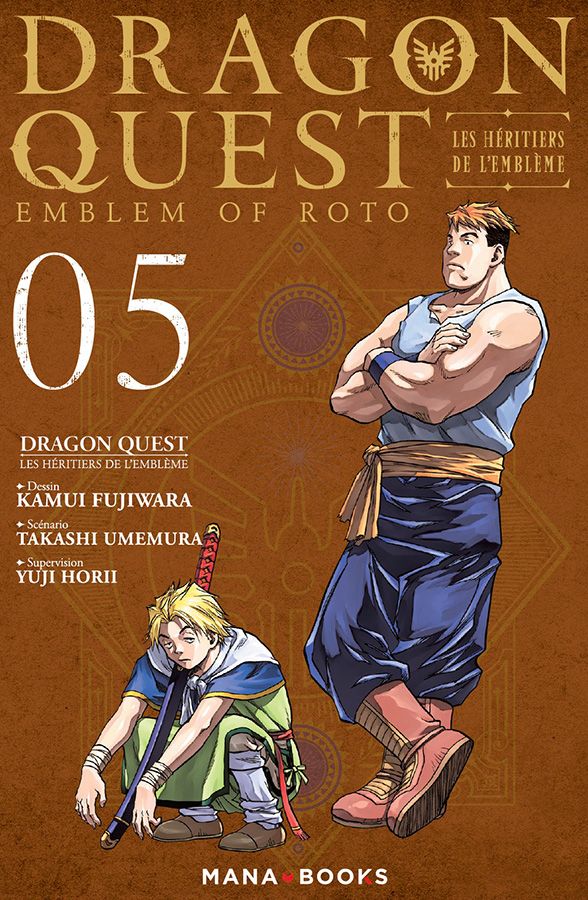 DRAGON
QUEST
LES HÉRITIERS
DE L'EMBLÈME
EMBLEM OF ROTO
05
DRAGON QUEST
LES HÉRITIERS DE L'EMBLÈME
Dessin
KAMUI FUJIWARA
Scénario
TAKASHI UMEMURA
Supervision
YUJI HORII
MANA BOOKS